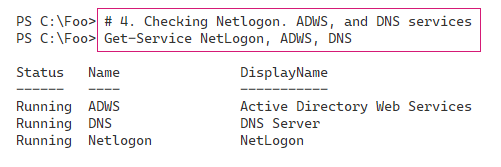 PS C:\Foo> # 4. Checking Netlogon. ADWS, and DNS services
PS C:\Foo> Get-Service NetLogon, ADWS, DNS
Status   Name               DisplayName
------   ----               -----------
Running  ADWS               Active Directory Web Services
Running  DNS                DNS Server
Running  Netlogon           NetLogon